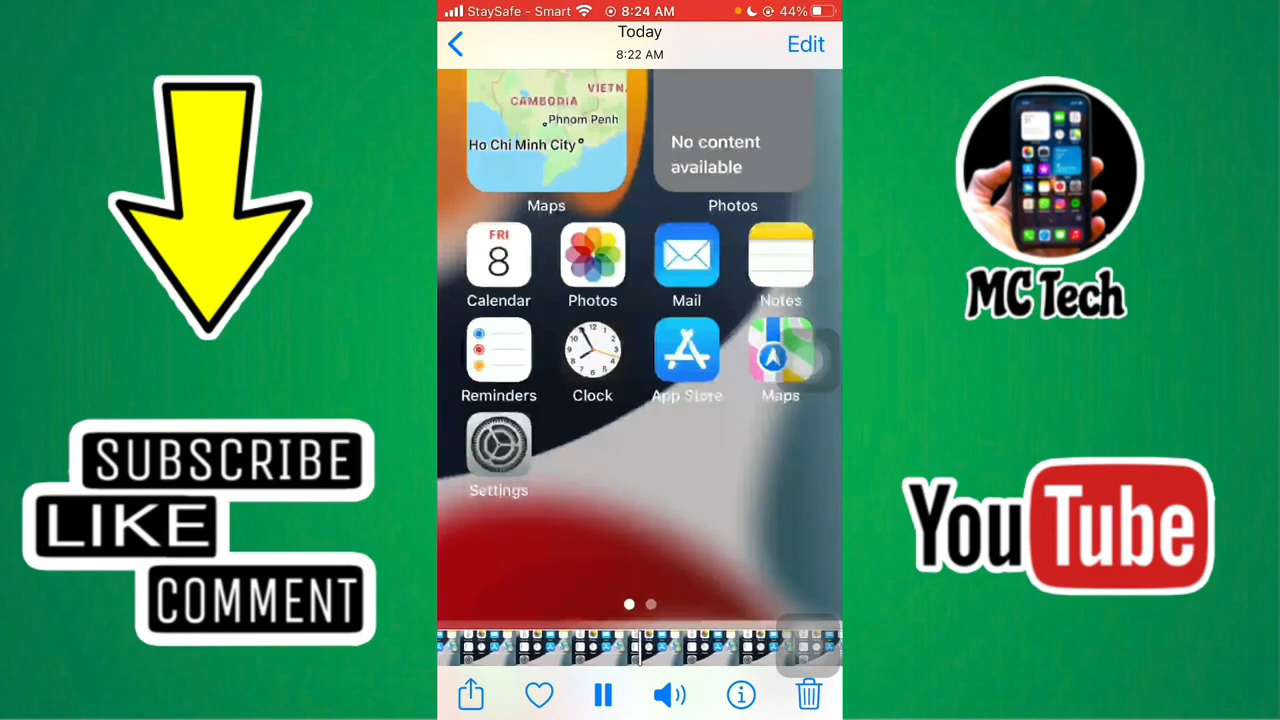 StaySafe - Smart 8:24 AM 44%
Today
8:22 AM
Edit
CAMBODIA
VIETN.
Phnom Penh
Ho Chi Minh City
No content
available
Maps Photos
FRI
8
Calendar Photos Mail Notes
12
Reminders Clock App Store Maps
Settings
SUBSCRIBE
LIKE
COMMENT
MC Tech
YouTube